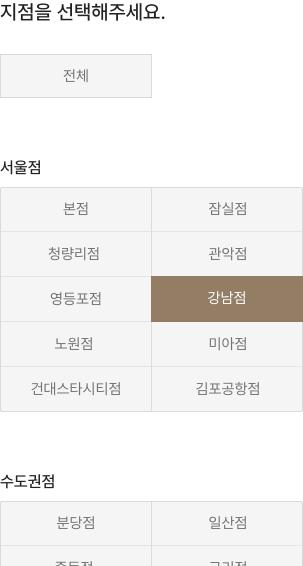 지점을 선택해주세요.
전체
서울점
본점 잠실점
청량리점 관악점
영등포점 강남점
노원점 미아점
건대스타시티점 김포공항점
수도권점
분당점 일산점